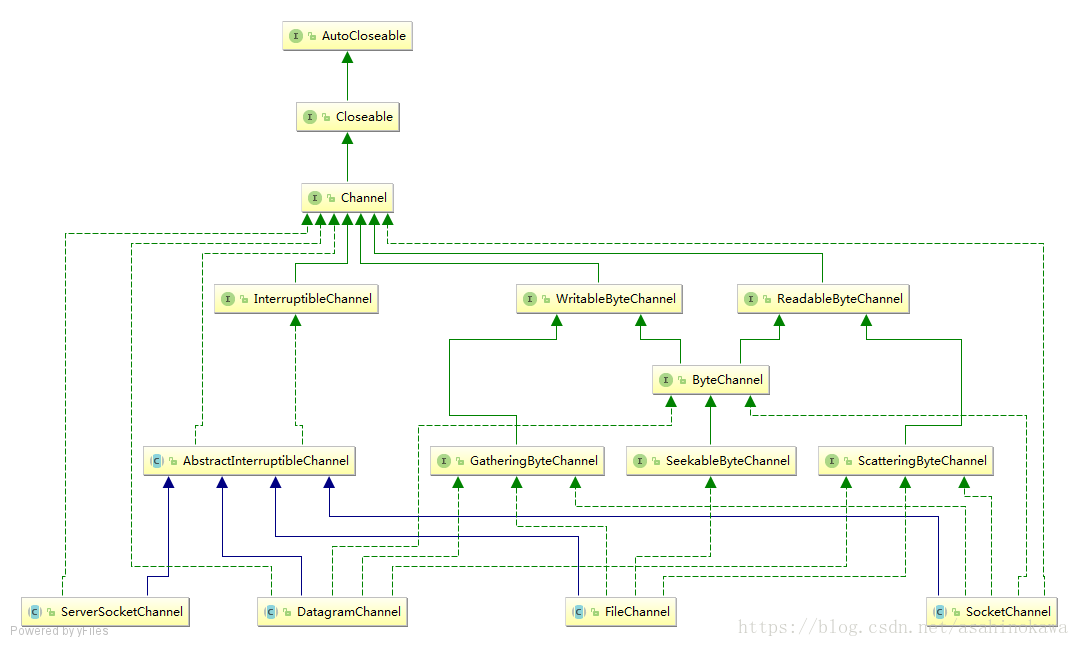 AutoCloseable
Closeable
Channel
InterruptibleChannel
WritableByteChannel
ReadableByteChannel
ByteChannel
AbstractInterruptibleChannel
GatheringByteChannel
SeekableByteChannel
ScatteringByteChannel
ServerSocketChannel
DatagramChannel
FileChannel
SocketChannel
Powered by yFiles
https://blog.csdn.net/asahinokawa